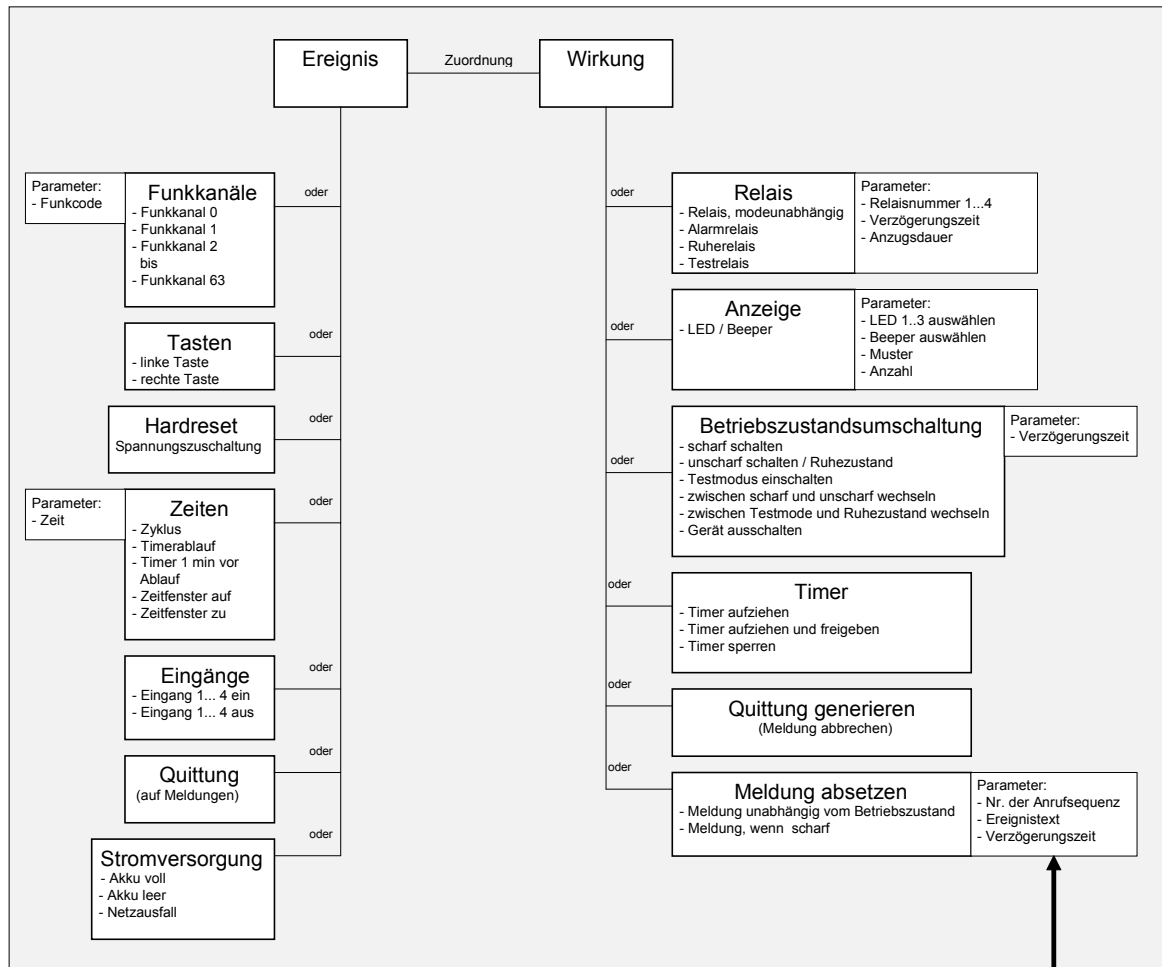 Ereignis
Zuordnung
Wirkung
Parameter:
- Funkcode
Funkkanäle
- Funkkanal 0
- Funkkanal 1
- Funkkanal 2
bis
- Funkkanal 63
oder
Tasten
- linke Taste
- rechte Taste
oder
Hardreset
Spannungszuschaltung
oder
Parameter:
- Zeit
Zeiten
- Zyklus
- Timerablauf
- Timer 1 min vor
Ablauf
- Zeitfenster auf
- Zeitfenster zu
oder
Eingänge
- Eingang 1... 4 ein
- Eingang 1... 4 aus
oder
Quittung
(auf Meldungen)
oder
Stromversorgung
- Akku voll
- Akku leer
- Netzausfall
oder
oder
Relais
- Relais, modeunabhängig
- Alarmrelais
- Ruherelais
- Testrelais
Parameter:
- Relaisnummer 1...4
- Verzögerungszeit
- Anzugsdauer
oder
Anzeige
- LED / Beeper
Parameter:
- LED 1..3 auswählen
- Beeper auswählen
- Muster
- Anzahl
oder
Betriebszustandsumschaltung
- scharf schalten
- unscharf schalten / Ruhezustand
- Testmodus einschalten
- zwischen scharf und unscharf wechseln
- zwischen Testmode und Ruhezustand wechseln
- Gerät ausschalten
Parameter:
- Verzögerungszeit
oder
Timer
- Timer aufziehen
- Timer aufziehen und freigeben
- Timer sperren
oder
Quittung generieren
(Meldung abbrechen)
oder
Meldung absetzen
- Meldung unabhängig vom Betriebszustand
- Meldung, wenn scharf
Parameter:
- Nr. der Anrufsequenz
- Ereignistext
- Verzögerungszeit